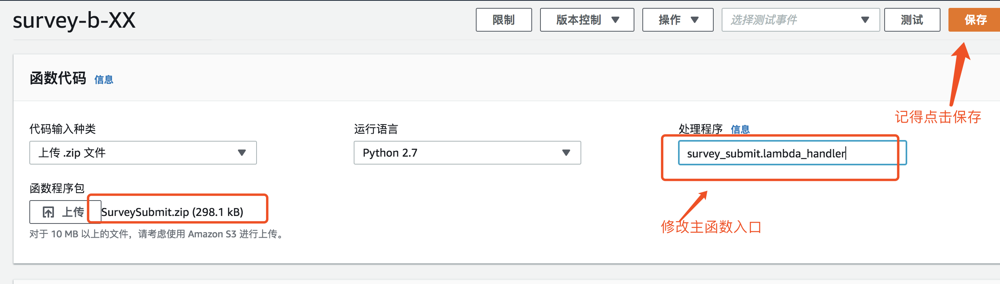 survey-b-XX
限制
版本控制
操作
选择测试事件
测试
保存
函数代码 信息
记得点击保存
代码输入种类
运行语言
处理程序 信息
上传 .zip 文件
Python 2.7
survey_submit.lambda_handler
函数程序包
上传
SurveySubmit.zip (298.1 kB)
对于 10 MB 以上的文件，请考虑使用 Amazon S3 进行上传。
修改主函数入口